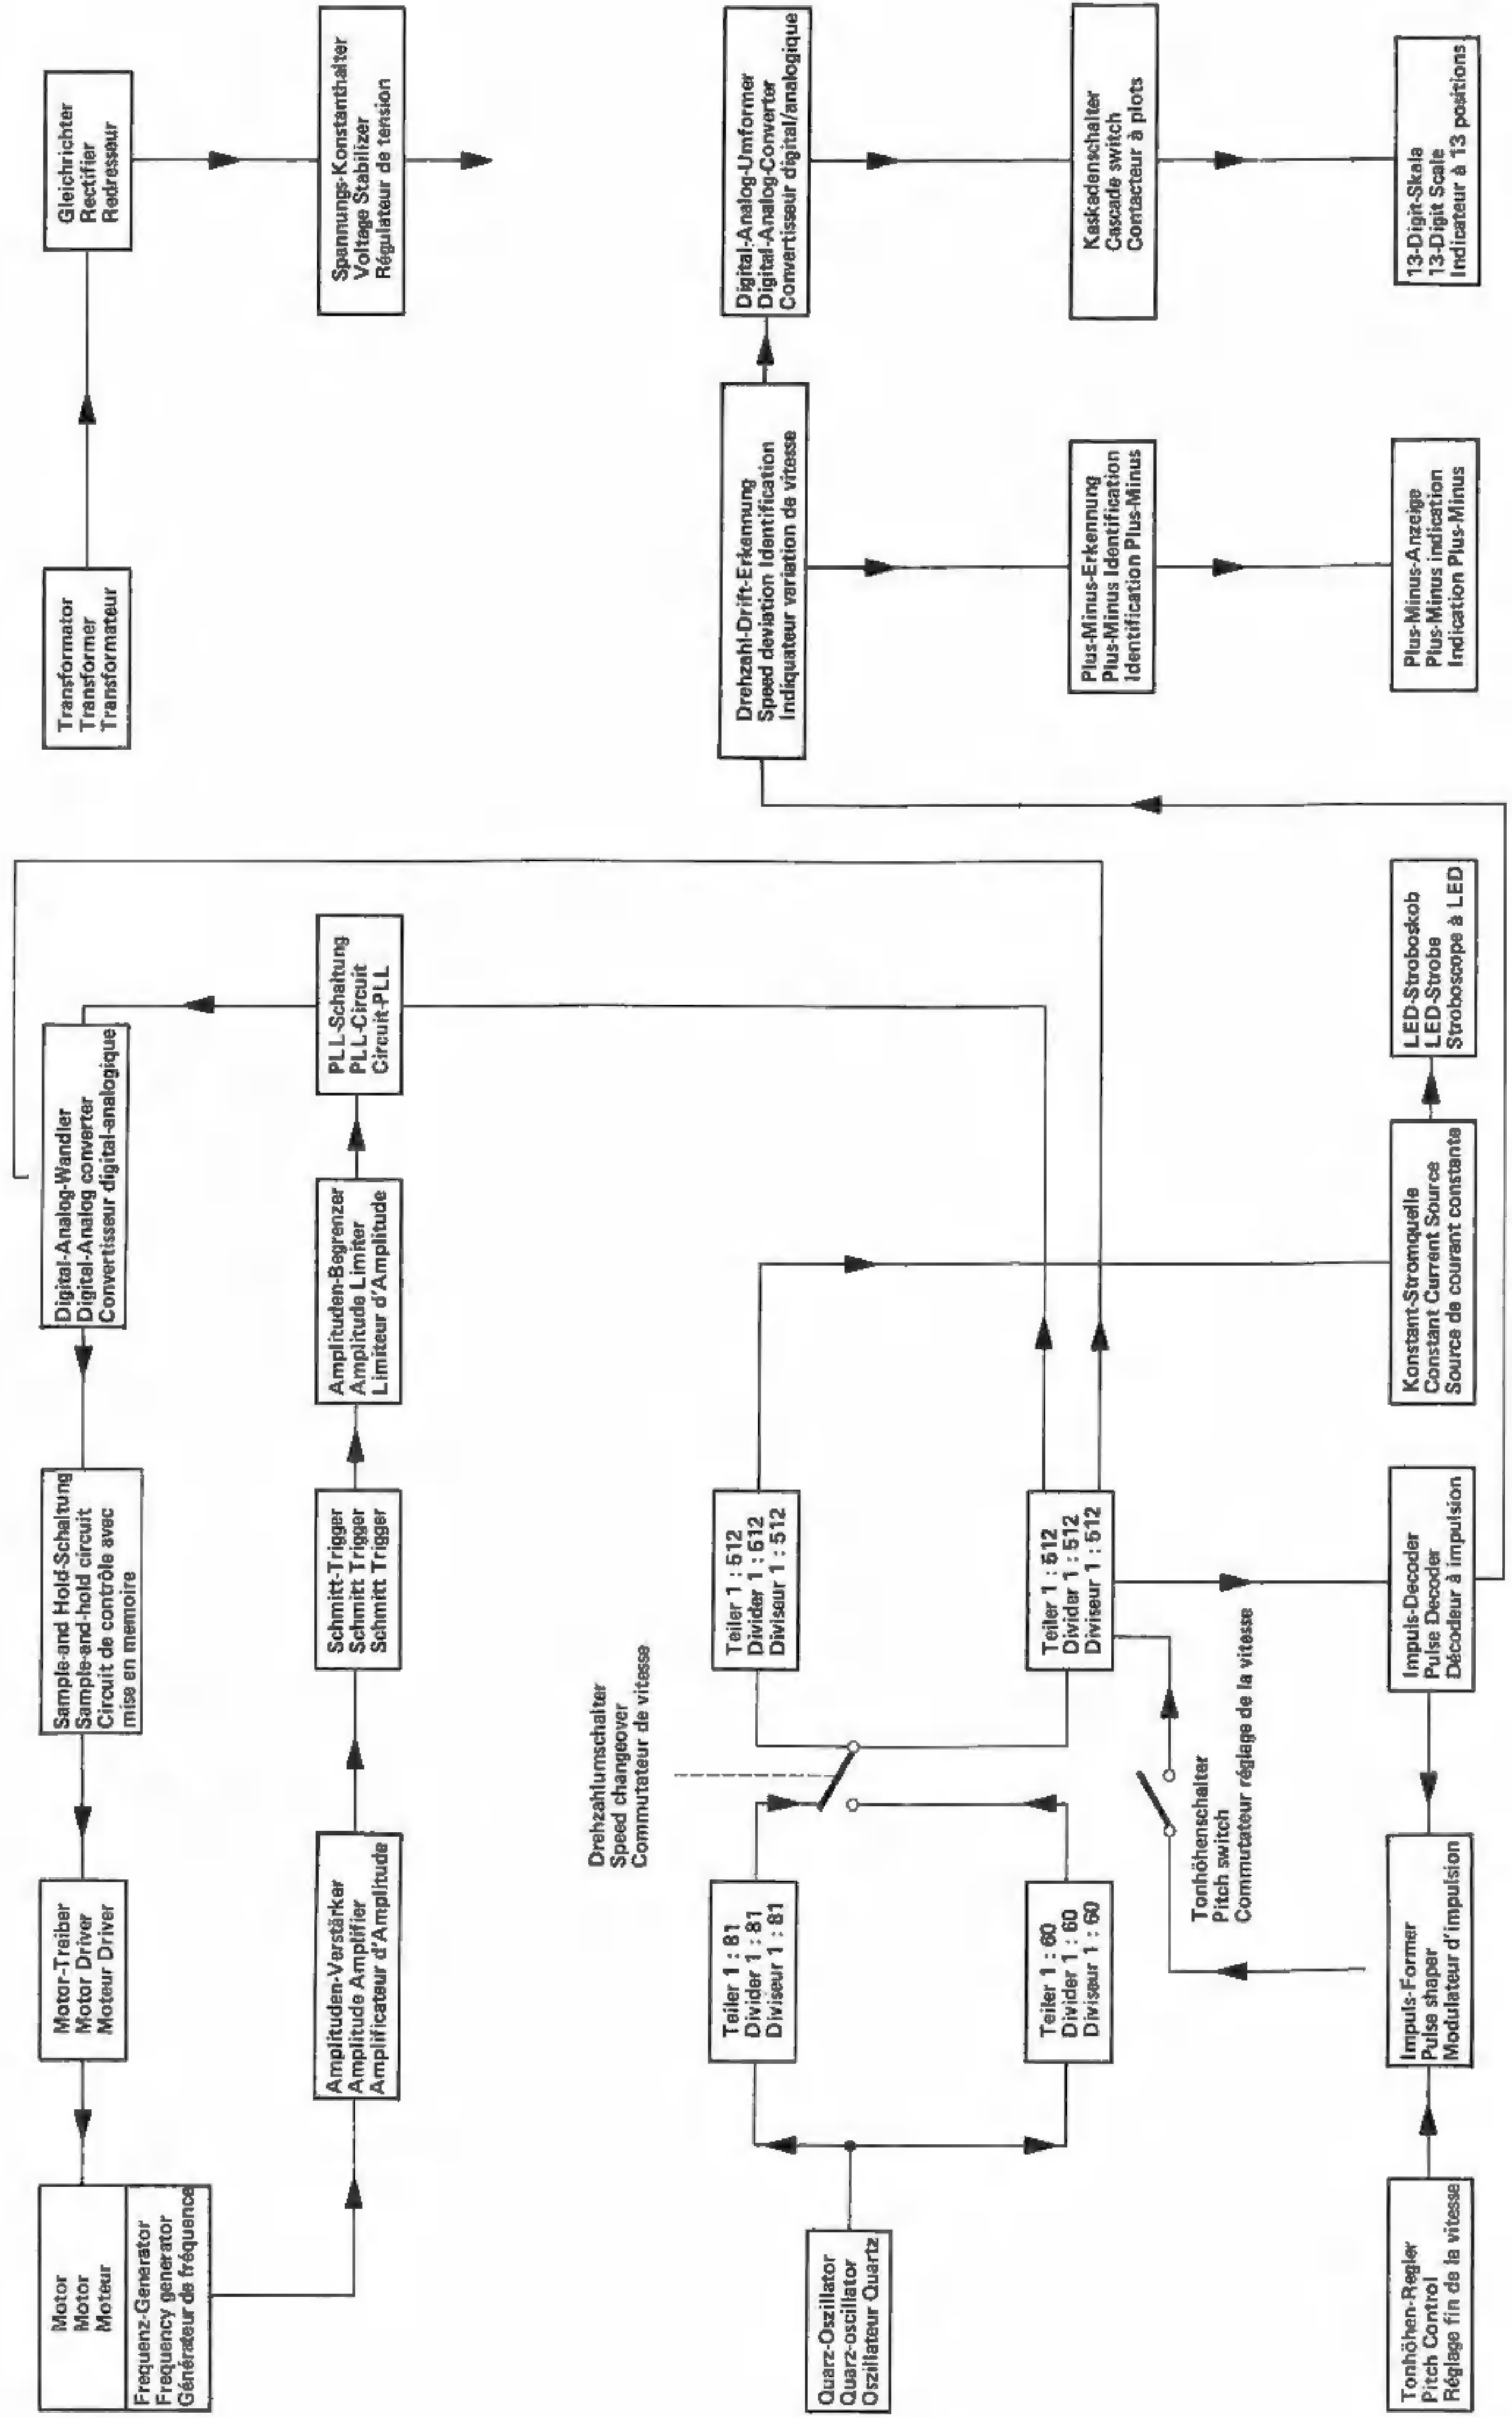 Motor
Motor
Moteur
Frequenz-Generator
Frequency generator
Générateur de fréquence
Motor-Treiber
Motor Driver
Moteur Driver
Sample-and Hold-Schaltung
Sample-and-hold circuit
Circuit de contrôle avec
mise en memoire
Digital-Analog-Wandler
Digital-Analog converter
Convertisseur digital-analogique
Transformator
Transformer
Transformateur
Gleichrichter
Rectifier
Redresseur
Amplituden-Verstärker
Amplitude Amplifier
Amplificateur d'Amplitude
Schmitt-Trigger
Schmitt Trigger
Schmitt Trigger
Amplituden-Begrenzer
Amplitude Limiter
Limiteur d'Amplitude
PLL-Schaltung
PLL-Circuit
Circuit-PLL
Spannungs-Konstanthalter
Voltage Stabilizer
Régulateur de tension
Drehzahlumschalter
Speed changeover
Commutateur de vitesse
Quarz-Oszillator
Quarz-oscillator
Oszillateur Quartz
Teiler 1 : 81
Divider 1 : 81
Diviseur 1 : 81
Teiler 1 : 512
Divider 1 : 512
Diviseur 1 : 512
Drehzahl-Drift-Erkennung
Speed deviation Identification
Indiquateur variation de vitesse
Digital-Analog-Umformer
Digital-Analog-Converter
Convertisseur digital/analogique
Teiler 1 : 60
Divider 1 : 60
Diviseur 1 : 60
Teiler 1 : 512
Divider 1 : 512
Diviseur 1 : 512
Plus-Minus-Erkennung
Plus-Minus Identification
Identification Plus-Minus
Kaskadenschalter
Cascade switch
Contacteur à plots
Tonhöhenschalter
Pitch switch
Commutateur réglage de la vitesse
Tonhöhen-Regler
Pitch Control
Réglage fin de la vitesse
Impuls-Former
Pulse shaper
Modulateur d'impulsion
Impuls-Decoder
Pulse Decoder
Décodeur à impulsion
Konstant-Stromquelle
Constant Current Source
Source de courant constante
LED-Stroboskob
LED-Strobe
Stroboscope à LED
Plus-Minus-Anzeige
Plus-Minus indication
Indication Plus-Minus
13-Digit-Skala
13-Digit Scale
Indicateur à 13 positions